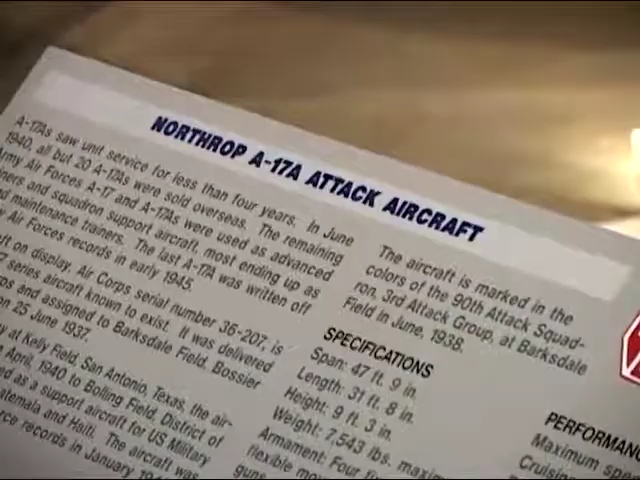 NORTHROP A-17A ATTACK AIRCRAFT
A-17As saw unit service for less than four years. In June
1940, all but 20 A-17As were sold overseas. The remaining
Army Air Forces A-17 and A-17As were used as advanced
iners and squadron support aircraft, most ending up as
d maintenance trainers. The last A-17A was written off
Air Forces records in early 1945.
ft on display, Air Corps serial number 36-207, is
7 series aircraft known to exist. It was delivered
rps and assigned to Barksdale Field, Bossier
on 25 June 1937.
y at Kelly Field, San Antonio, Texas, the air-
April, 1940 to Bolling Field, District of
ed as a support aircraft for US Military
atemala and Haiti. The aircraft was
rce records in January
The aircraft is marked in the
colors of the 90th Attack Squad-
ron, 3rd Attack Group, at Barksdale
Field in June, 1938.
SPECIFICATIONS
Span: 47 ft. 9 in.
Length: 31 ft. 8 in.
Height: 9 ft. 3 in.
Weight: 7,543 lbs. maxim
Armament: Four fi
flexible mo
guns
PERFORMANC
Maximum spe
Cruising